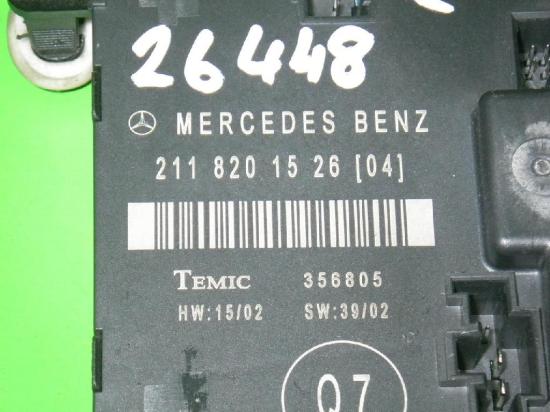 26448
MERCEDES BENZ
211 820 15 26 [04]
TEMIC 356805
HW:15/02 SW:39/02
Q7